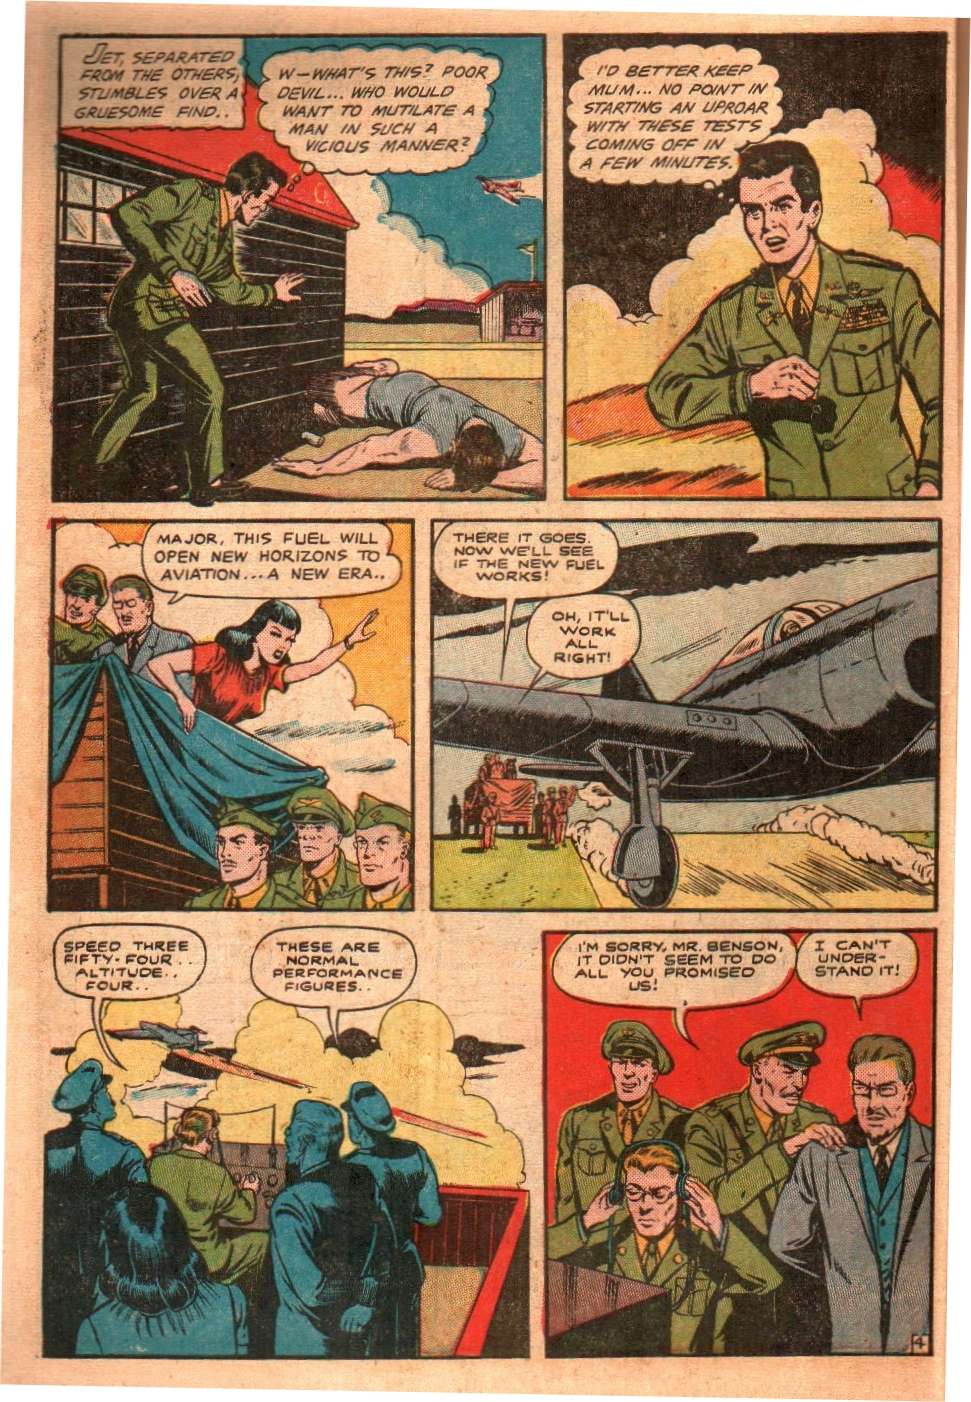 JET, SEPARATED
FROM THE OTHERS,
STUMBLES OVER A
GRUESOME FIND..
W-WHAT'S THIS? POOR
DEVIL... WHO WOULD
WANT TO MUTILATE A
MAN IN SUCH A
VICIOUS MANNER?
I'D BETTER KEEP
MUM... NO POINT IN
STARTING AN UPROAR
WITH THESE TESTS
COMING OFF IN
A FEW MINUTES.
MAJOR, THIS FUEL WILL
OPEN NEW HORIZONS TO
AVIATION...A NEW ERA..
THERE IT GOES.
NOW WE'LL SEE
IF THE NEW FUEL
WORKS!
OH, IT'LL
WORK
ALL
RIGHT!
SPEED THREE
FIFTY-FOUR..
ALTITUDE..
FOUR..
THESE ARE
NORMAL
PERFORMANCE
FIGURES..
I'M SORRY, MR. BENSON,
IT DIDN'T SEEM TO DO
ALL YOU PROMISED
US!
I CAN'T
UNDER-
STAND IT!
4